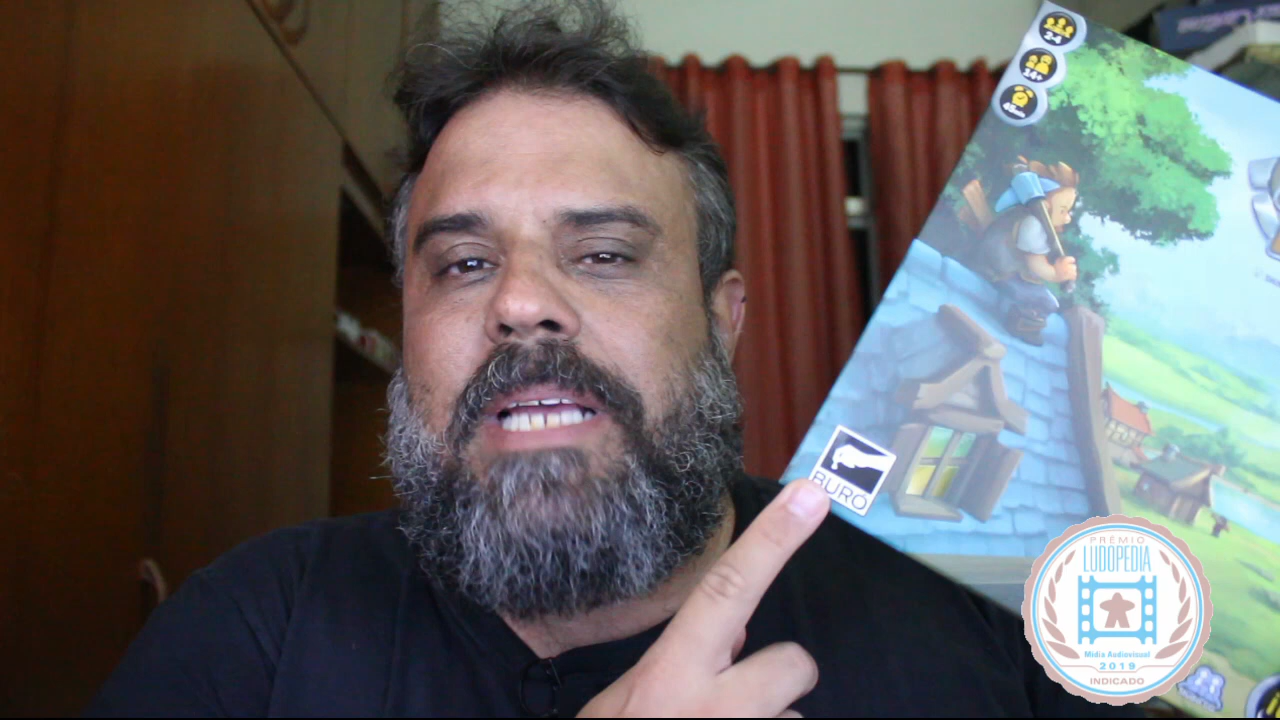 2-4
14+
BURÓ
PRÊMIO
LUDOPEDIA
Mídia Audiovisual
2019
INDICADO